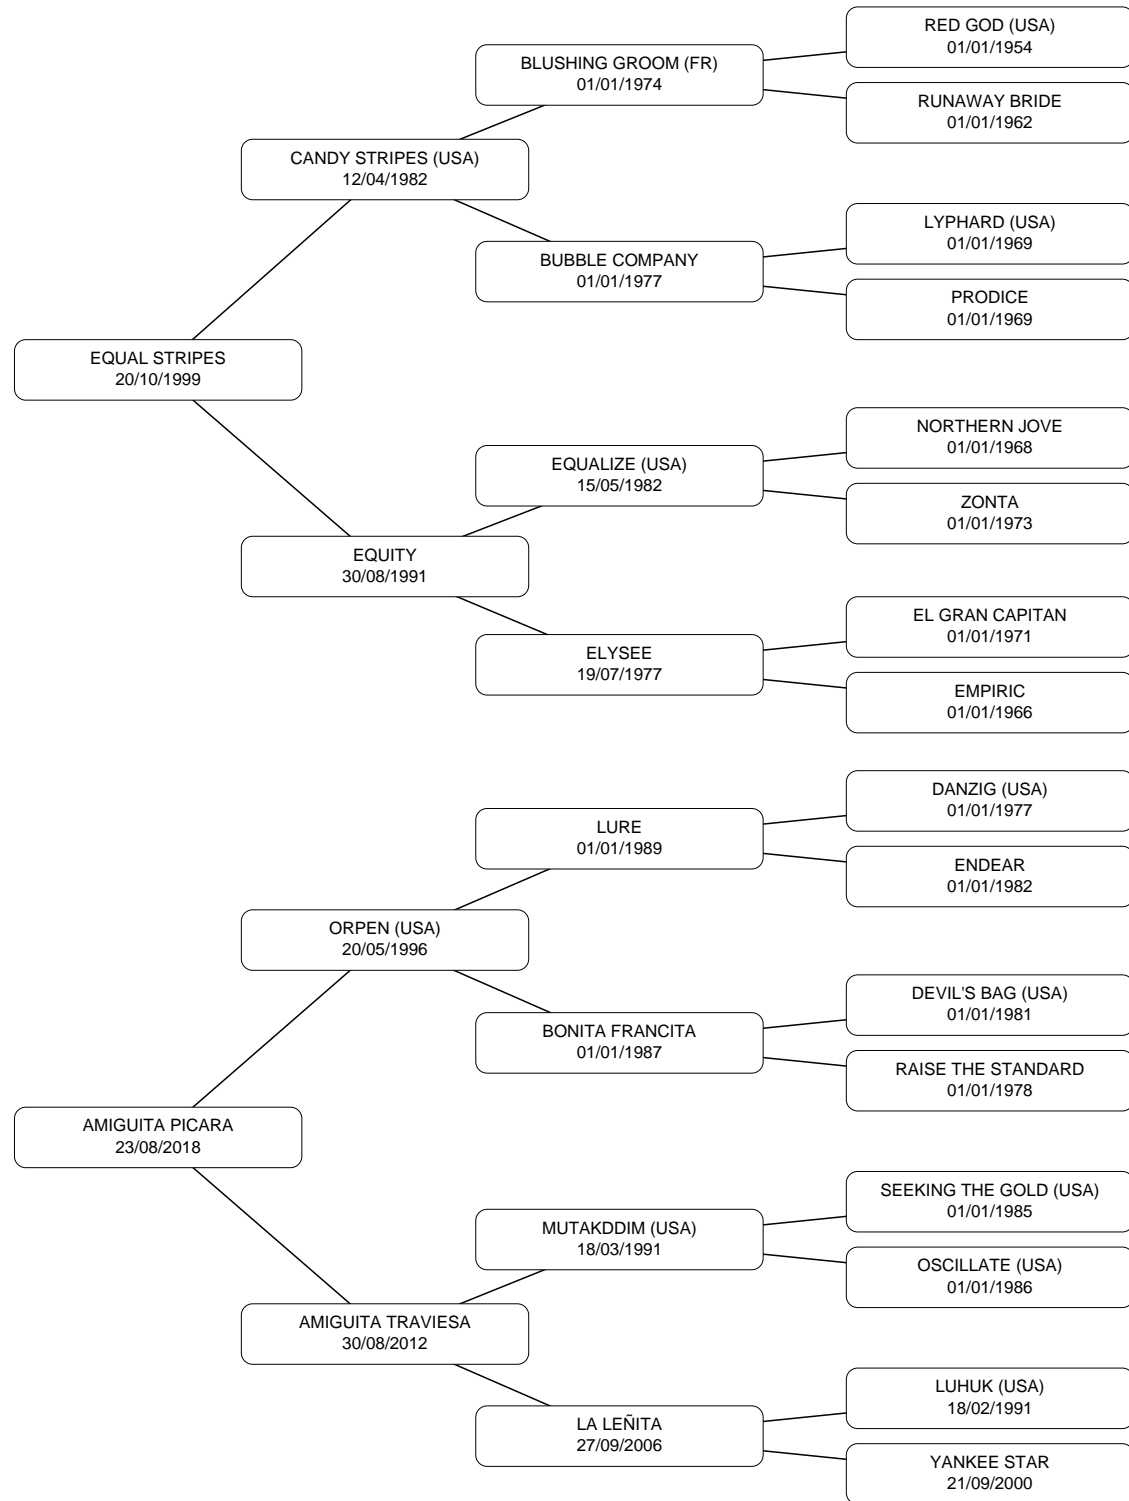 RED GOD (USA)
01/01/1954
BLUSHING GROOM (FR)
01/01/1974
RUNAWAY BRIDE
01/01/1962
CANDY STRIPES (USA)
12/04/1982
LYPHARD (USA)
01/01/1969
BUBBLE COMPANY
01/01/1977
PRODICE
01/01/1969
EQUAL STRIPES
20/10/1999
NORTHERN JOVE
01/01/1968
EQUALIZE (USA)
15/05/1982
ZONTA
01/01/1973
EQUITY
30/08/1991
EL GRAN CAPITAN
01/01/1971
ELYSEE
19/07/1977
EMPIRIC
01/01/1966
DANZIG (USA)
01/01/1977
LURE
01/01/1989
ENDEAR
01/01/1982
ORPEN (USA)
20/05/1996
DEVIL'S BAG (USA)
01/01/1981
BONITA FRANCITA
01/01/1987
RAISE THE STANDARD
01/01/1978
AMIGUITA PICARA
23/08/2018
SEEKING THE GOLD (USA)
01/01/1985
MUTAKDDIM (USA)
18/03/1991
OSCILLATE (USA)
01/01/1986
AMIGUITA TRAVIESA
30/08/2012
LUHUK (USA)
18/02/1991
LA LEÑITA
27/09/2006
YANKEE STAR
21/09/2000